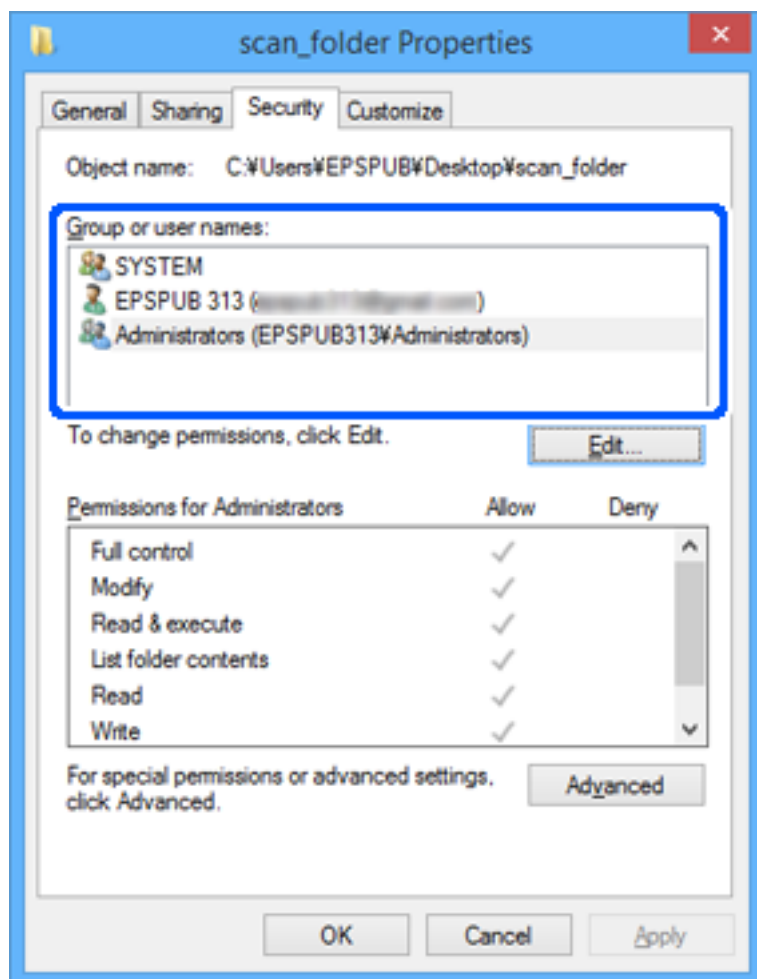 scan_folder Properties
General Sharing Security Customize
Object name: C:¥Users¥EPSPUB¥Desktop¥scan_folder
Group or user names:
SYSTEM
EPSPUB 313 ( )
Administrators (EPSPUB313¥Administrators)
To change permissions, click Edit.
Edit...
Permissions for Administrators Allow Deny
Full control
Modify
Read & execute
List folder contents
Read
Write
For special permissions or advanced settings,
click Advanced.
Advanced
OK Cancel Apply